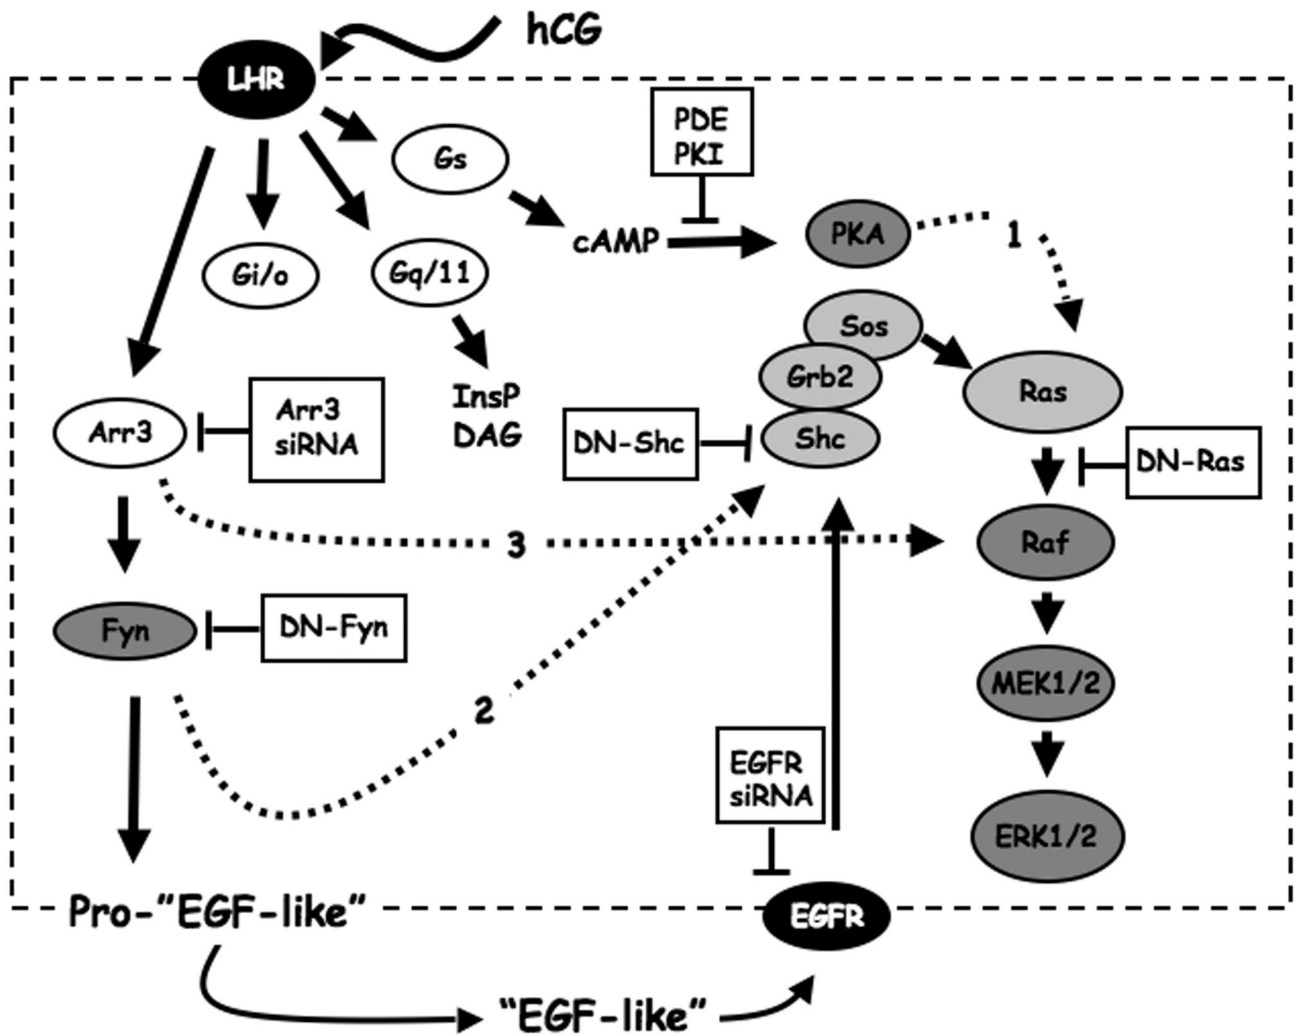 hCG
LHR
PDE
PKI
Gs
cAMP
PKA
1
Gi/o
Gq/11
Sos
Grb2
Shc
Ras
InsP
DAG
Arr3
Arr3
siRNA
DN-Shc
DN-Ras
3
Raf
Fyn
DN-Fyn
2
MEK1/2
EGFR
siRNA
ERK1/2
Pro-"EGF-like"
EGFR
"EGF-like"